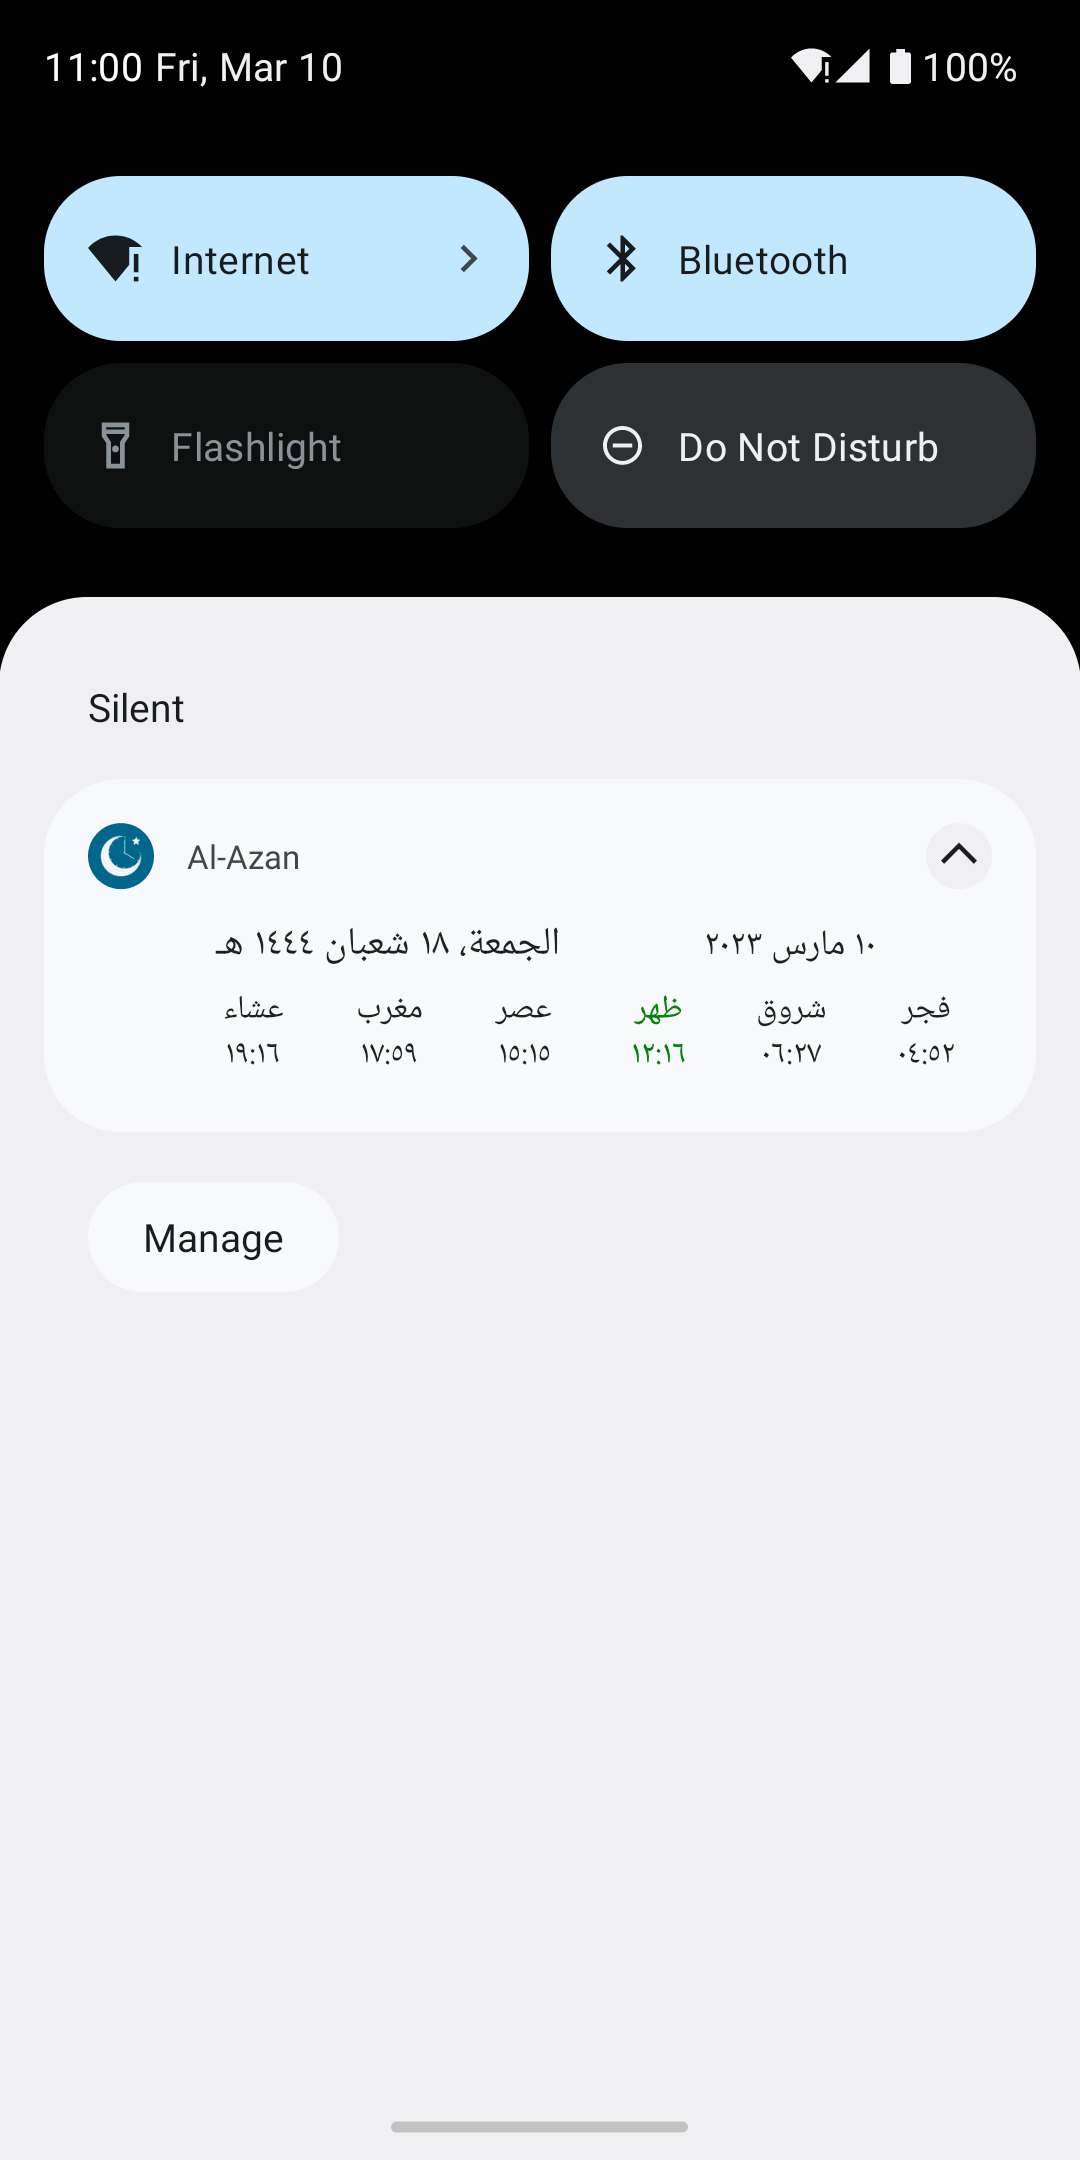 11:00 Fri, Mar 10 100%
Internet
Bluetooth
Flashlight
Do Not Disturb
Silent
Al-Azan
١٠ مارس ٢٠٢٣ الجمعة، ١٨ شعبان ١٤٤٤ هـ
فجر شروق ظهر عصر مغرب عشاء
٠٤:٥٢ ٠٦:٢٧ ١٢:١٦ ١٥:١٥ ١٧:٥٩ ١٩:١٦
Manage